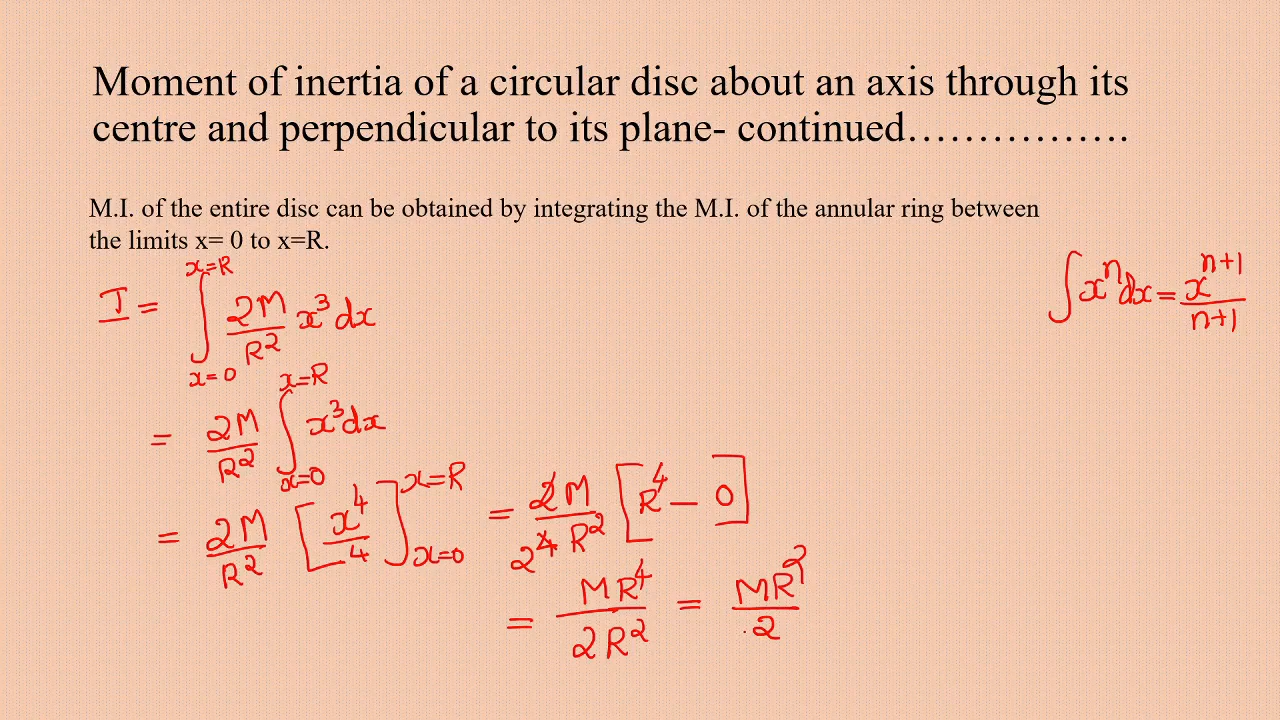 Moment of inertia of a circular disc about an axis through its
centre and perpendicular to its plane- continued…………….
M.I. of the entire disc can be obtained by integrating the M.I. of the annular ring between
the limits x= 0 to x=R.
I = ∫_{x=0}^{x=R} 2M/R² x³ dx
∫ xⁿ dx = xⁿ⁺¹/n+1
= 2M/R² ∫_{x=0}^{x=R} x³ dx
= 2M/R² [x⁴/4]_{x=0}^{x=R} = 2M/4R² [R⁴ – 0]
2
= MR⁴/2R² = MR²/2